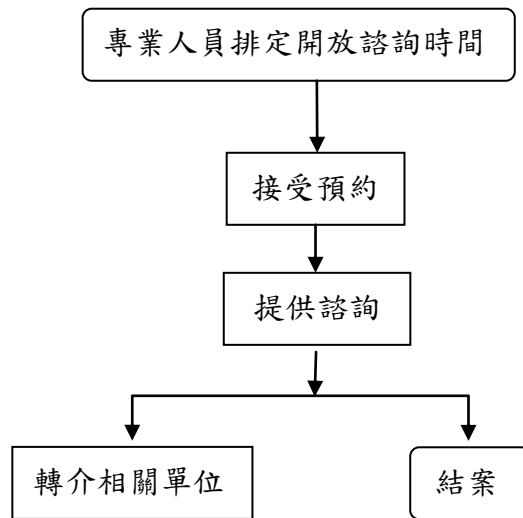 專業人員排定開放諮詢時間
接受預約
提供諮詢
轉介相關單位
結案